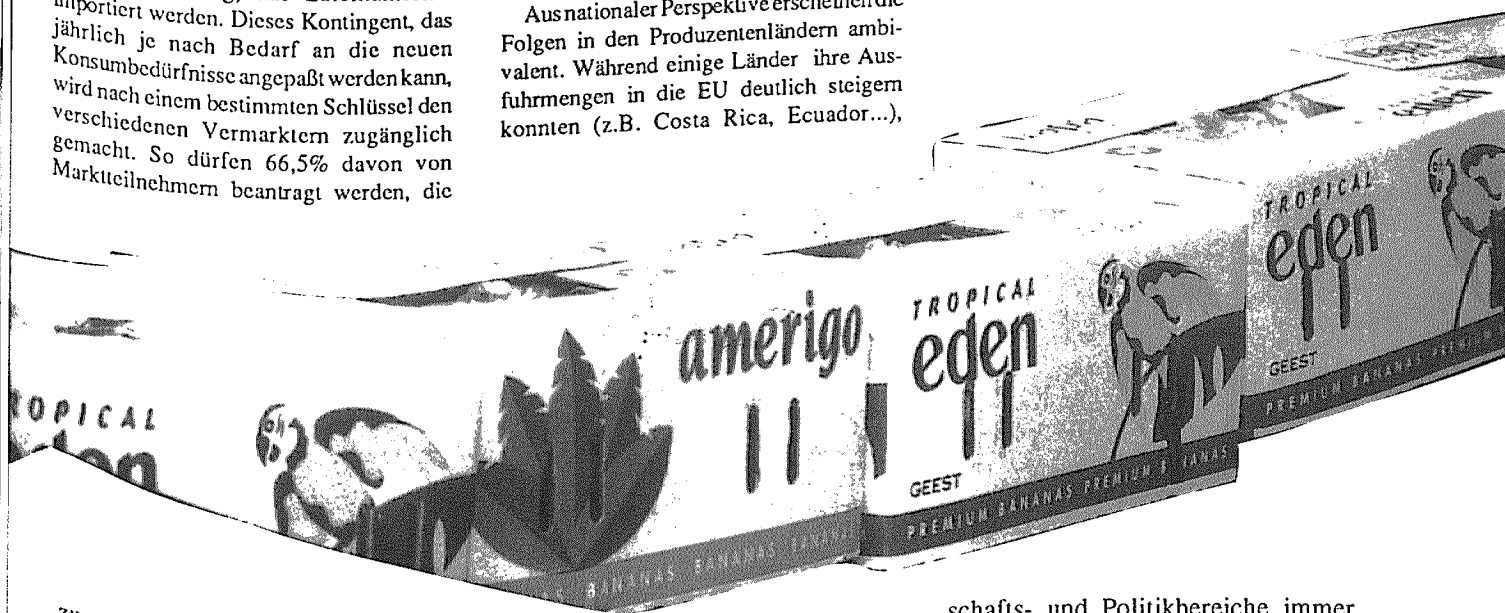 importiert werden. Dieses Kontingent, das
jährlich je nach Bedarf an die neuen
Konsumbedürfnisse angepaßt werden kann,
wird nach einem bestimmten Schlüssel den
verschiedenen Vermarktern zugänglich
gemacht. So dürfen 66,5% davon von
Marktteilnehmern beantragt werden, die
Aus nationaler Perspektive erscheinen die
Folgen in den Produzentenländern ambi-
valent. Während einige Länder ihre Aus-
fuhrmengen in die EU deutlich steigern
konnten (z.B. Costa Rica, Ecuador...),
TROPICAL
eden
GEEST
PREMIUM BANANAS PREMIUM
TROPICAL
eden
GEEST
PREMIUM BANANAS PREMIUM
amerigo
BANANAS BANANAS BANANAS
OPICAL
schafts- und Politikbereiche immer